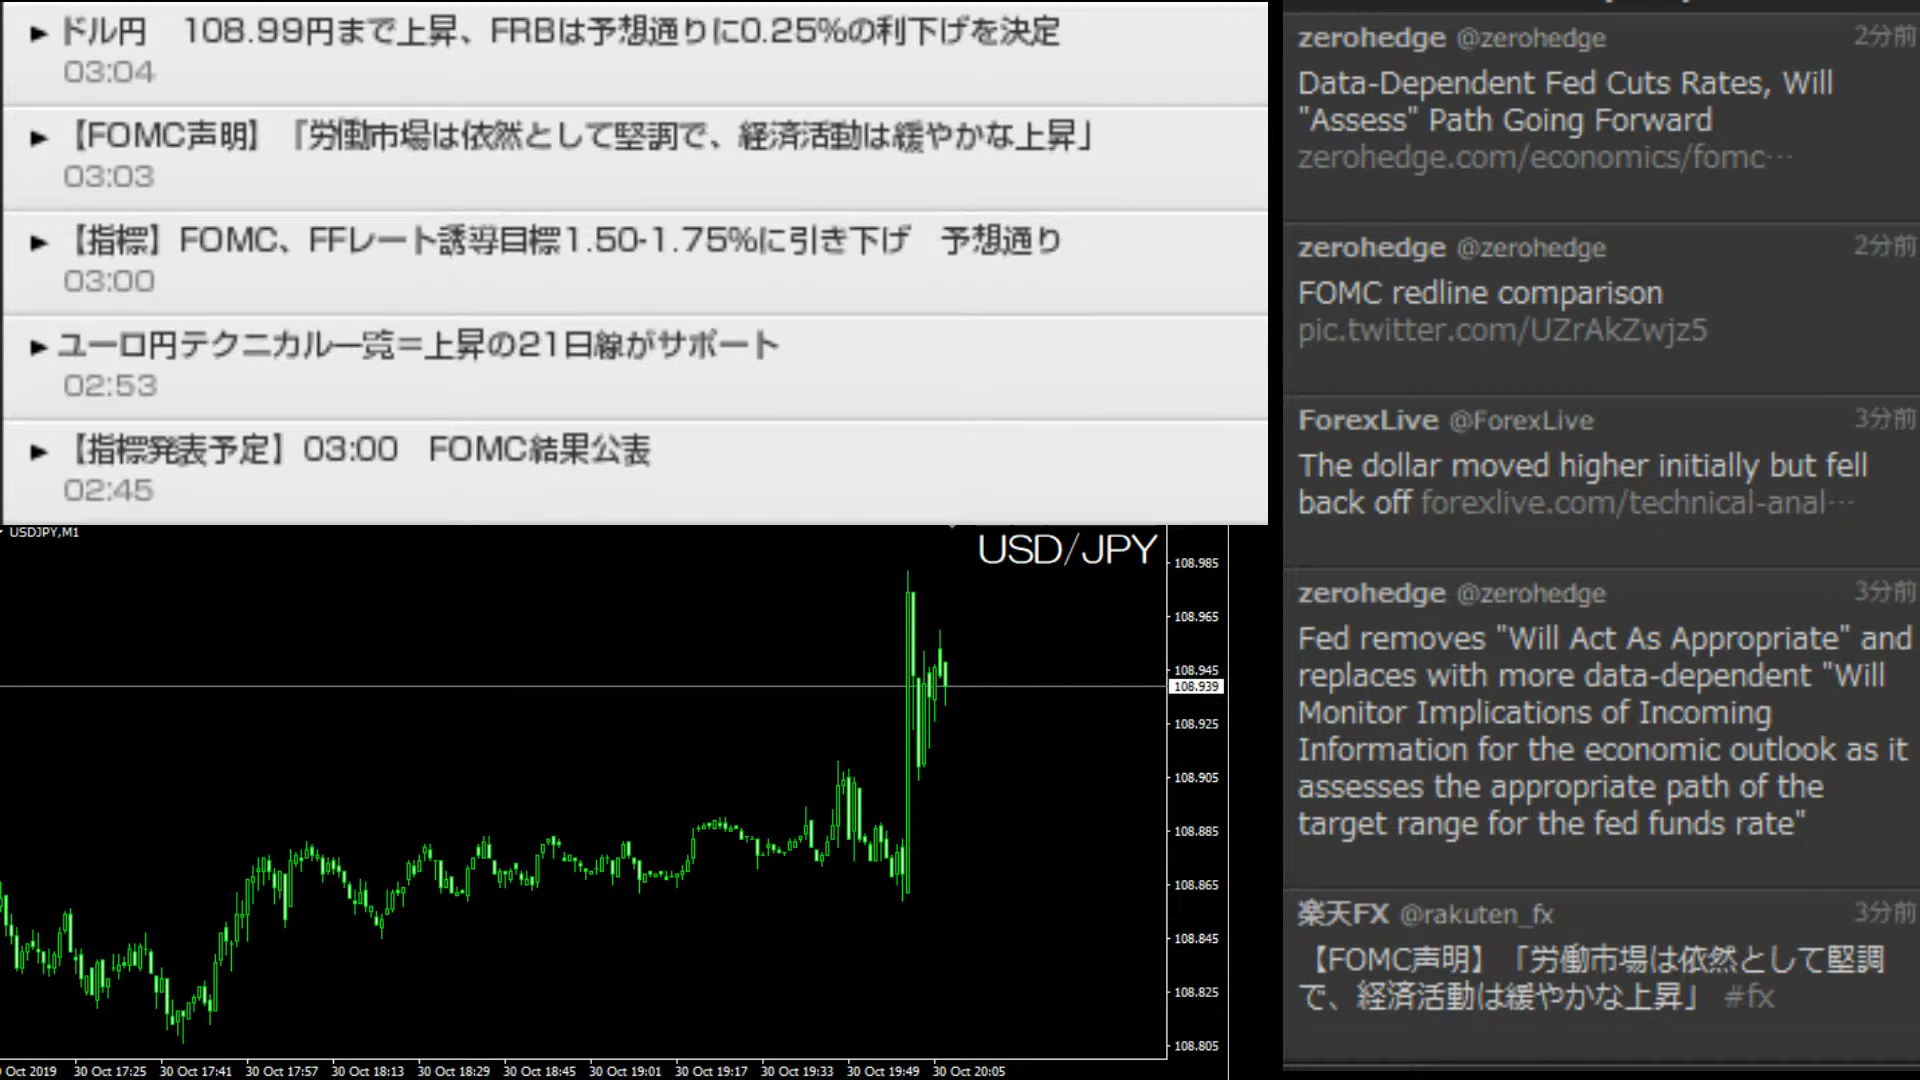 ▶ ドル円　108.99円まで上昇、FRBは予想通りに0.25%の利下げを決定
03:04
▶ 【FOMC声明】「労働市場は依然として堅調で、経済活動は緩やかな上昇」
03:03
▶ 【指標】FOMC、FFレート誘導目標1.50-1.75%に引き下げ　予想通り
03:00
▶ ユーロ円テクニカル一覧=上昇の21日線がサポート
02:53
▶ 【指標発表予定】03:00　FOMC結果公表
02:45
USDJPY,M1
USD/JPY
108.985
108.965
108.945
108.939
108.925
108.905
108.885
108.865
108.845
108.825
108.805
Oct 2019
30 Oct 17:25
30 Oct 17:41
30 Oct 17:57
30 Oct 18:13
30 Oct 18:29
30 Oct 18:45
30 Oct 19:01
30 Oct 19:17
30 Oct 19:33
30 Oct 19:49
30 Oct 20:05
zerohedge @zerohedge 2分前
Data-Dependent Fed Cuts Rates, Will
"Assess" Path Going Forward
zerohedge.com/economics/fomc…
zerohedge @zerohedge 2分前
FOMC redline comparison
pic.twitter.com/UZrAkZwjz5
ForexLive @ForexLive 3分前
The dollar moved higher initially but fell
back off forexlive.com/technical-anal…
zerohedge @zerohedge 3分前
Fed removes "Will Act As Appropriate" and
replaces with more data-dependent "Will
Monitor Implications of Incoming
Information for the economic outlook as it
assesses the appropriate path of the
target range for the fed funds rate"
楽天FX @rakuten_fx 3分前
【FOMC声明】「労働市場は依然として堅調
で、経済活動は緩やかな上昇」 #fx